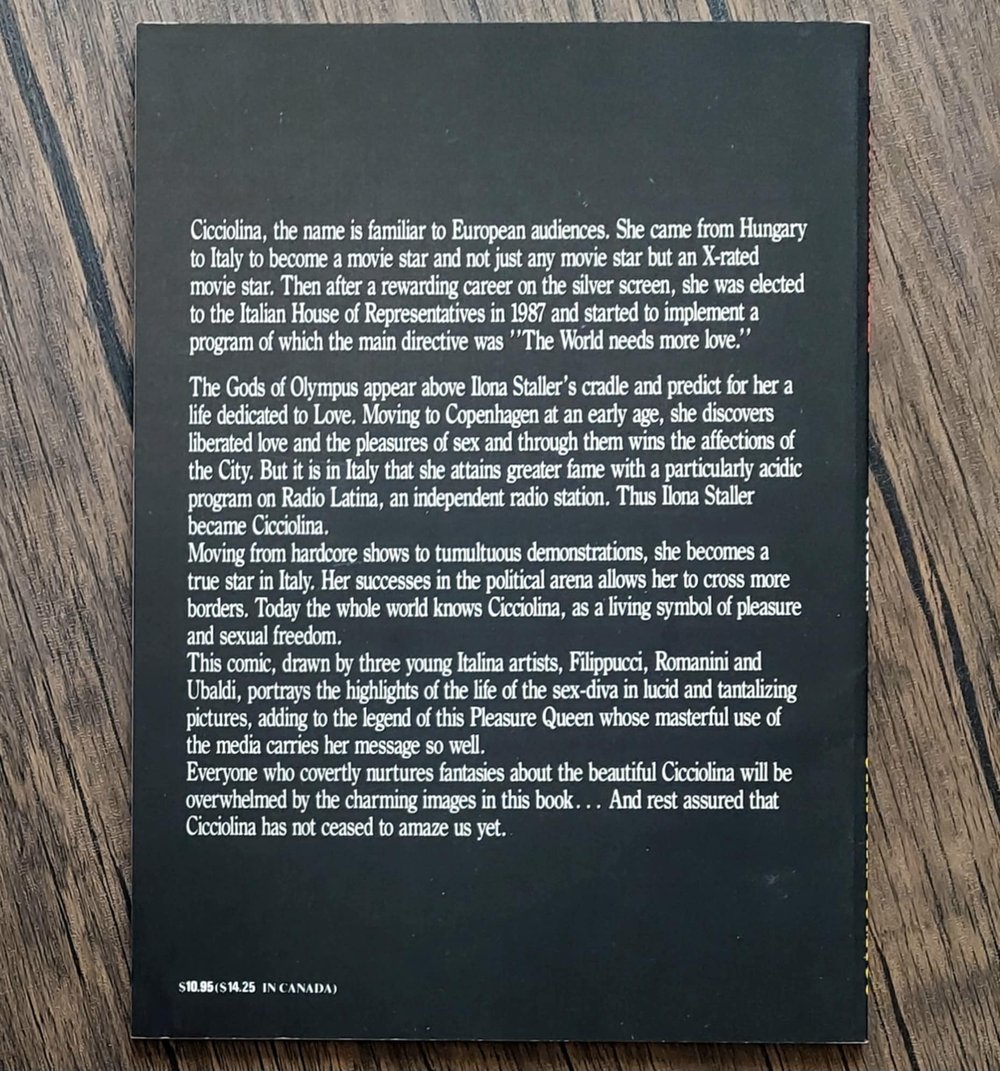 Cicciolina, the name is familiar to European audiences. She came from Hungary
to Italy to become a movie star and not just any movie star but an X-rated
movie star. Then after a rewarding career on the silver screen, she was elected
to the Italian House of Representatives in 1987 and started to implement a
program of which the main directive was ''The World needs more love.''
The Gods of Olympus appear above Ilona Staller's cradle and predict for her a
life dedicated to Love. Moving to Copenhagen at an early age, she discovers
liberated love and the pleasures of sex and through them wins the affections of
the City. But it is in Italy that she attains greater fame with a particularly acidic
program on Radio Latina, an independent radio station. Thus Ilona Staller
became Cicciolina.
Moving from hardcore shows to tumultuous demonstrations, she becomes a
true star in Italy. Her successes in the political arena allows her to cross more
borders. Today the whole world knows Cicciolina, as a living symbol of pleasure
and sexual freedom.
This comic, drawn by three young Italina artists, Filippucci, Romanini and
Ubaldi, portrays the highlights of the life of the sex-diva in lucid and tantalizing
pictures, adding to the legend of this Pleasure Queen whose masterful use of
the media carries her message so well.
Everyone who covertly nurtures fantasies about the beautiful Cicciolina will be
overwhelmed by the charming images in this book... And rest assured that
Cicciolina has not ceased to amaze us yet.
$10.95($14.25 IN CANADA)